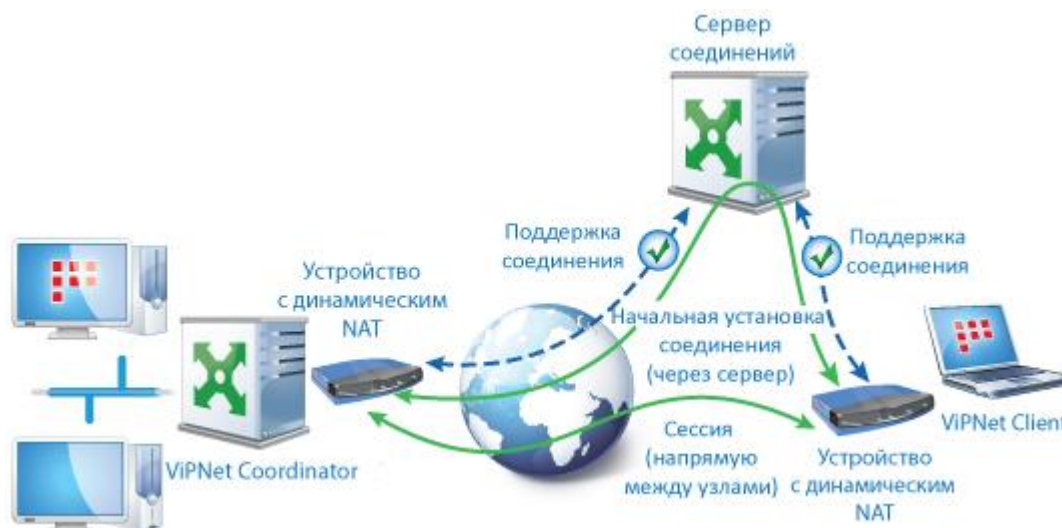 Сервер
соединений
Поддержка
соединения
Поддержка
соединения
Устройство
с динамическим
NAT
Начальная установка
соединения
(через сервер)
ViPNet Coordinator
Сессия
(напрямую
между узлами)
ViPNet Client
Устройство
с динамическим
NAT